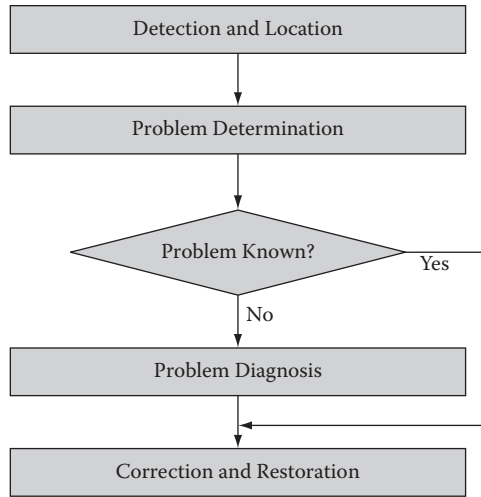 Detection and Location
Problem Determination
Problem Known?
Yes
No
Problem Diagnosis
Correction and Restoration